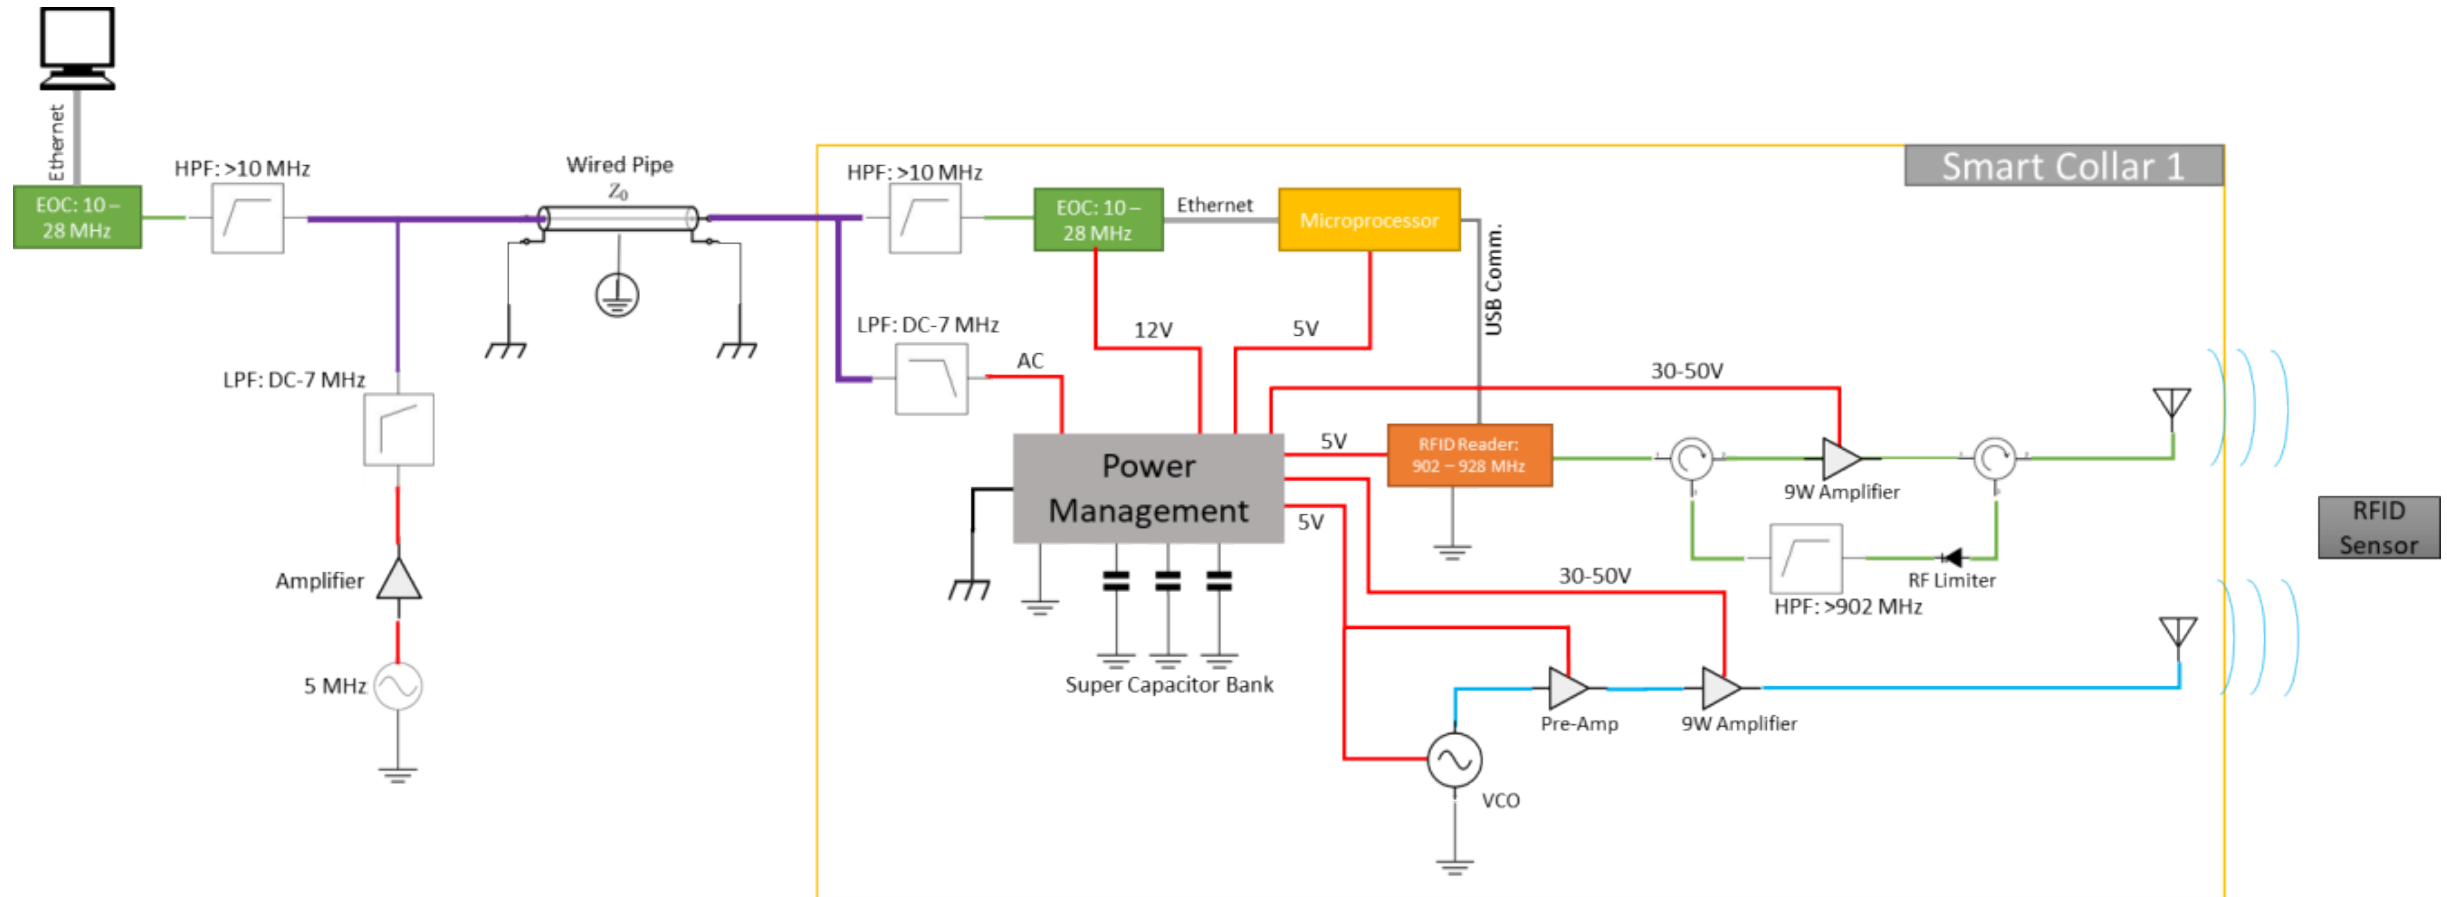 Ethernet
EOC: 10 –
28 MHz
HPF: >10 MHz
Wired Pipe
Z0
LPF: DC-7 MHz
Amplifier
5 MHz
Smart Collar 1
HPF: >10 MHz
EOC: 10 –
28 MHz
Ethernet
Microprocessor
USB Comm.
LPF: DC-7 MHz
AC
12V
5V
30-50V
Power
Management
5V
RFID Reader:
902 – 928 MHz
9W Amplifier
5V
RF Limiter
HPF: >902 MHz
30-50V
Super Capacitor Bank
Pre-Amp
9W Amplifier
VCO
RFID
Sensor